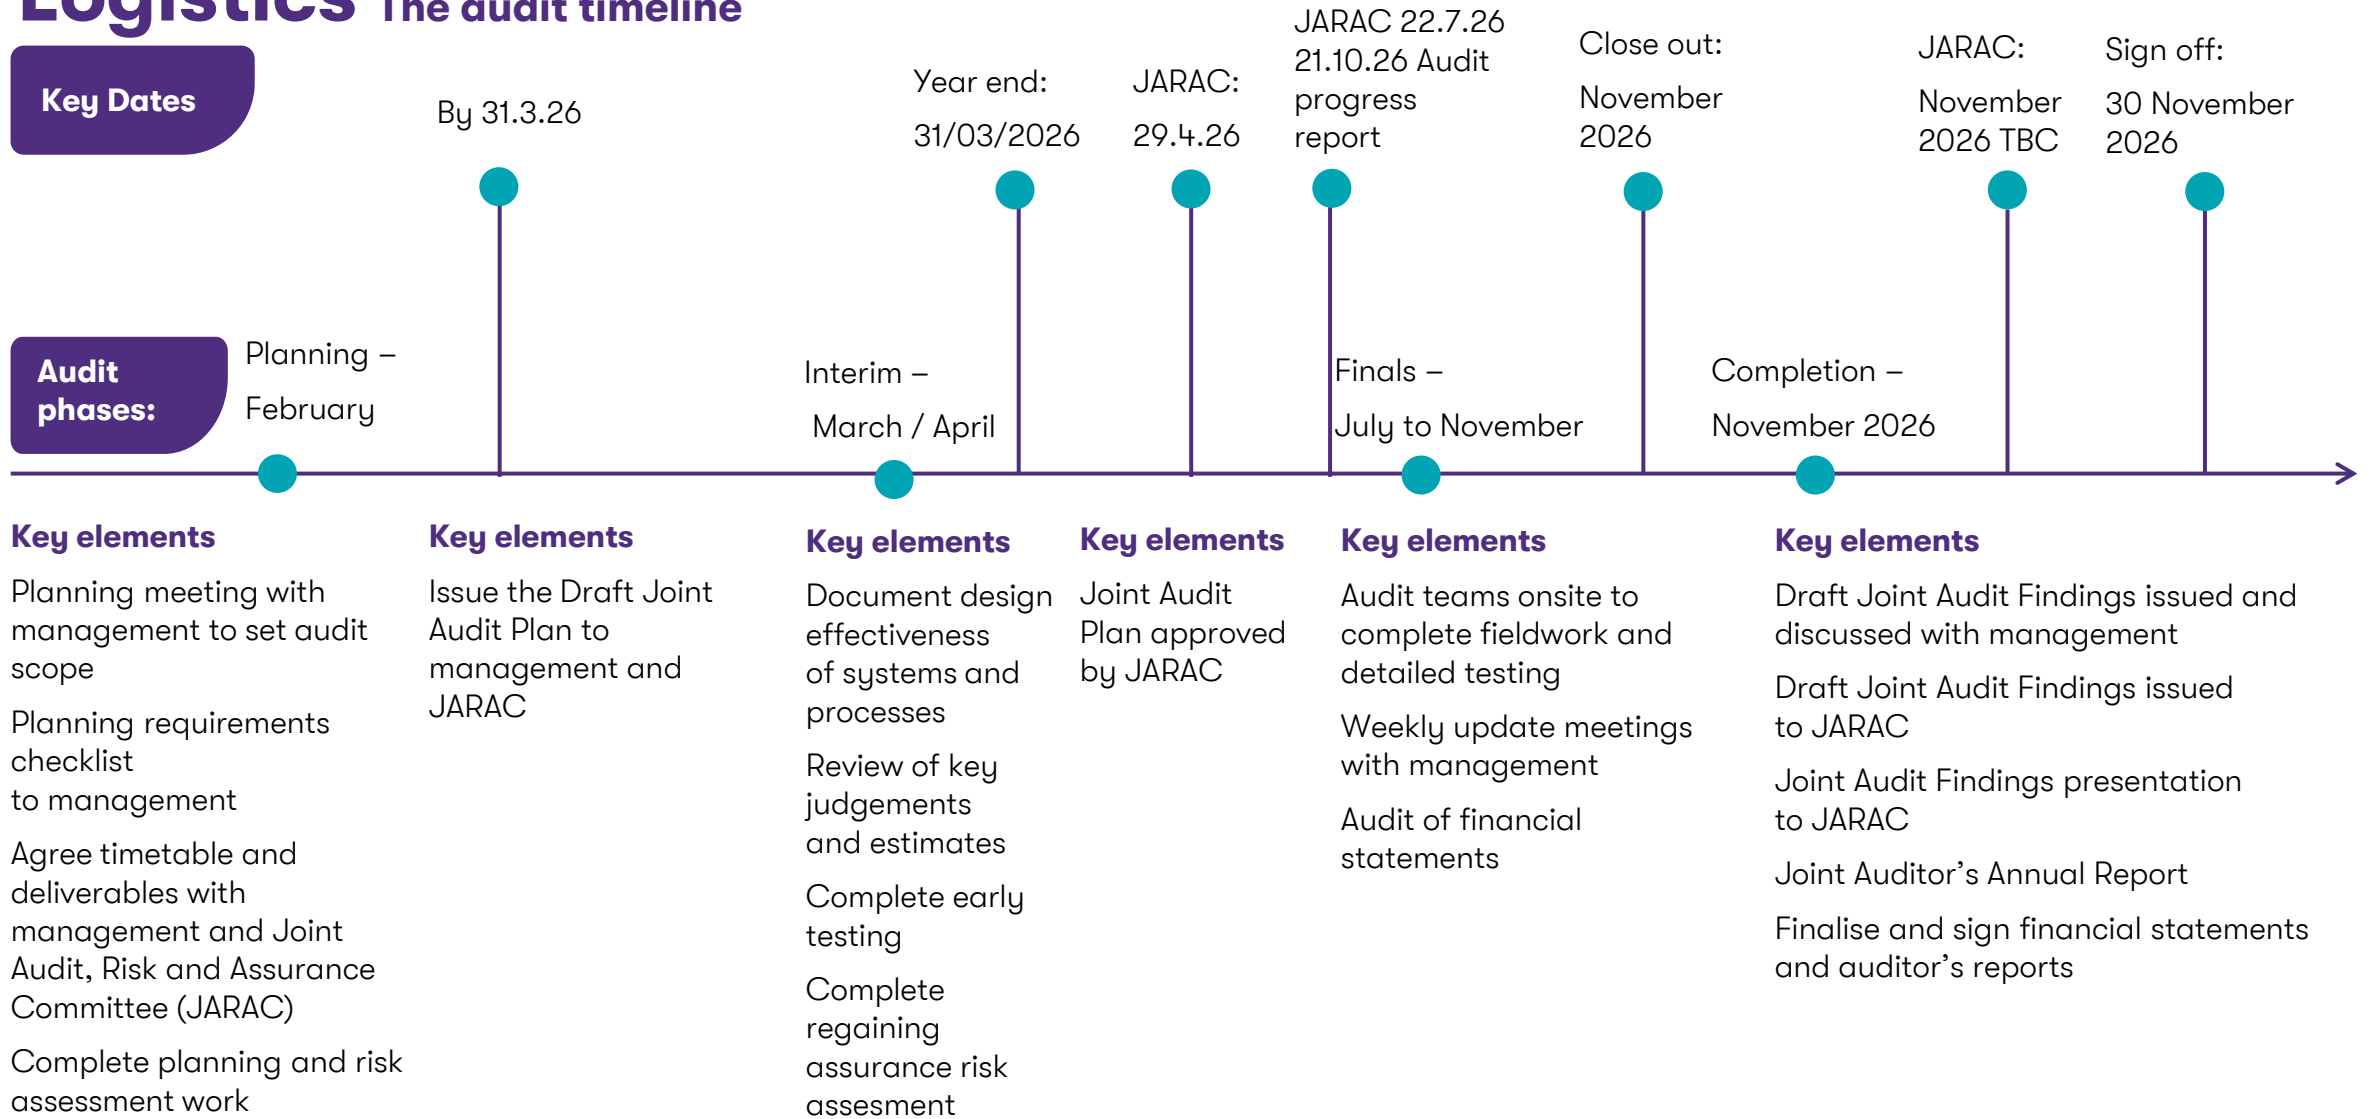 Logistics The audit timeline
Key Dates
By 31.3.26
Year end:
31/03/2026
JARAC:
29.4.26
JARAC 22.7.26
21.10.26 Audit
progress
report
Close out:
November
2026
JARAC:
November
2026 TBC
Sign off:
30 November
2026
Audit
phases:
Planning –
February
Interim –
March / April
Finals –
July to November
Completion –
November 2026
Key elements
Planning meeting with
management to set audit
scope
Planning requirements
checklist
to management
Agree timetable and
deliverables with
management and Joint
Audit, Risk and Assurance
Committee (JARAC)
Complete planning and risk
assessment work
Key elements
Issue the Draft Joint
Audit Plan to
management and
JARAC
Key elements
Document design
effectiveness
of systems and
processes
Review of key
judgements
and estimates
Complete early
testing
Complete
regaining
assurance risk
assesment
Key elements
Joint Audit
Plan approved
by JARAC
Key elements
Audit teams onsite to
complete fieldwork and
detailed testing
Weekly update meetings
with management
Audit of financial
statements
Key elements
Draft Joint Audit Findings issued and
discussed with management
Draft Joint Audit Findings issued
to JARAC
Joint Audit Findings presentation
to JARAC
Joint Auditor’s Annual Report
Finalise and sign financial statements
and auditor’s reports